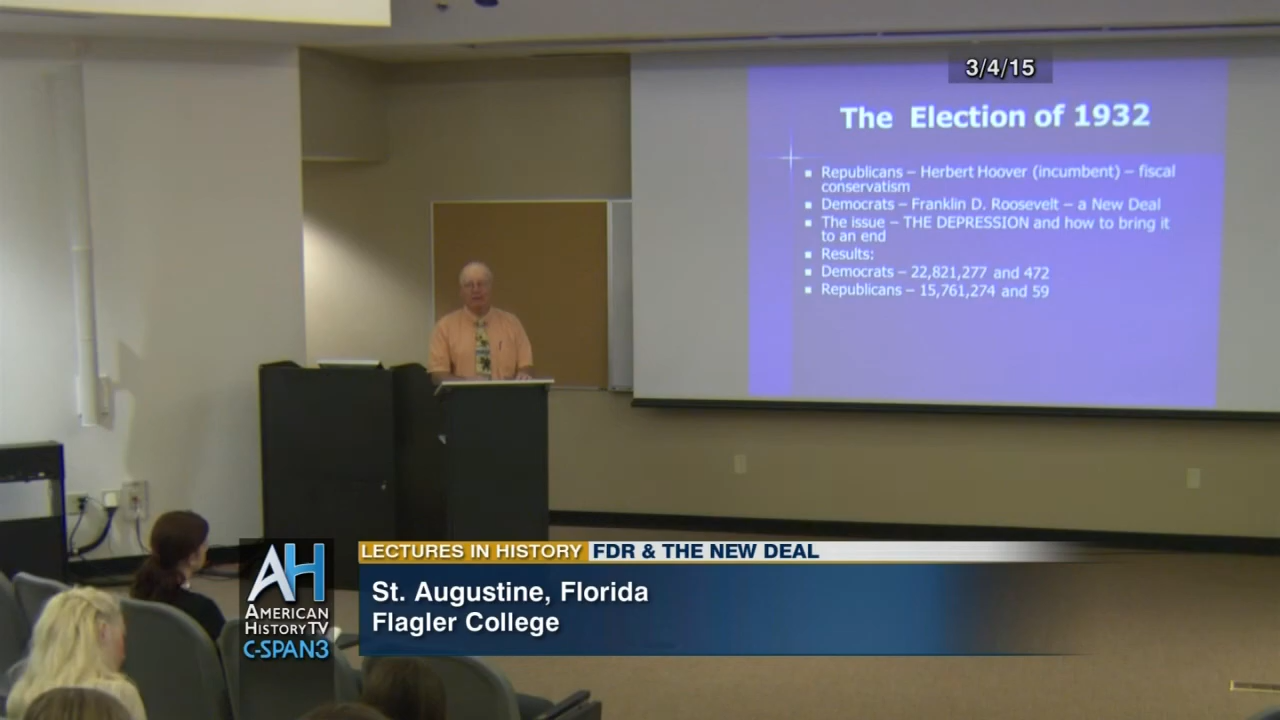 3/4/15
The Election of 1932
▪ Republicans – Herbert Hoover (incumbent) – fiscal
conservatism
▪ Democrats – Franklin D. Roosevelt – a New Deal
▪ The issue – THE DEPRESSION and how to bring it
to an end
▪ Results:
▪ Democrats – 22,821,277 and 472
▪ Republicans – 15,761,274 and 59
AH
AMERICAN
HISTORY TV
C-SPAN3
LECTURES IN HISTORY FDR & THE NEW DEAL
St. Augustine, Florida
Flagler College